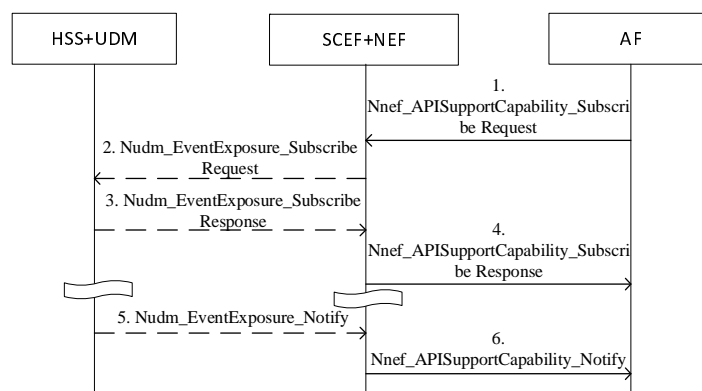 HSS+UDM
SCEF+NEF
AF
1.
Nnef_APISupportCapability_Subscri
be Request
2. Nudm_EventExposure_Subscribe
Request
3. Nudm_EventExposure_Subscribe
Response
4.
Nnef_APISupportCapability_Subscri
be Response
5. Nudm_EventExposure_Notify
6.
Nnef_APISupportCapability_Notify